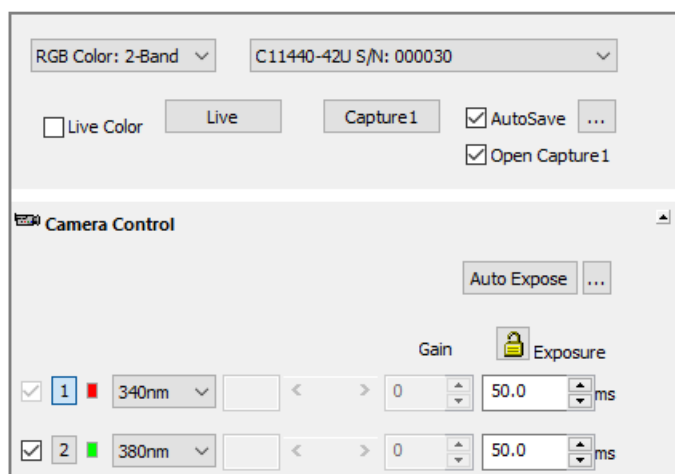 RGB Color: 2-Band C11440-42U S/N: 000030
Live Color Live Capture1 AutoSave ...
Open Capture1
Camera Control
Auto Expose ...
Gain Exposure
1 340nm < > 0 50.0 ms
2 380nm < > 0 50.0 ms